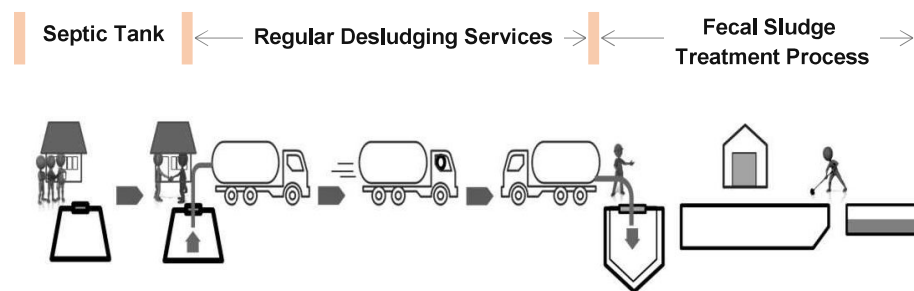 Septic Tank
Regular Desludging Services
Fecal Sludge
Treatment Process